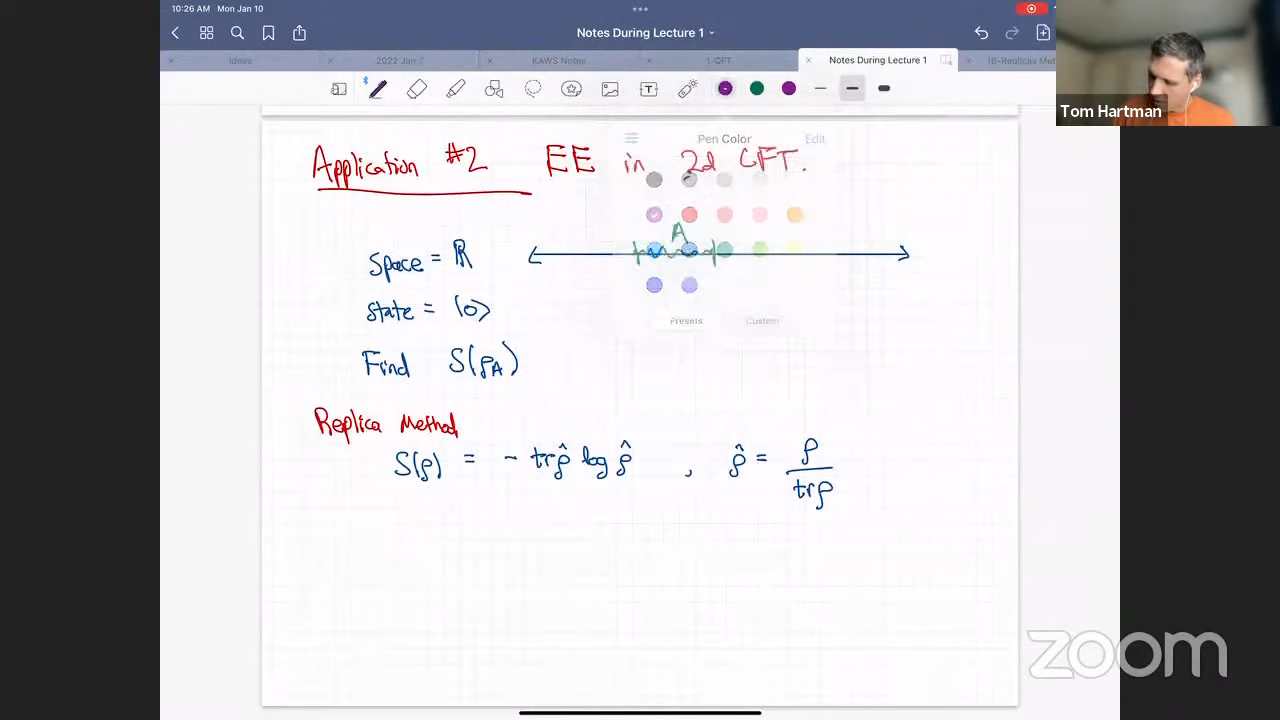 10:26 AM Mon Jan 10
Notes During Lecture 1
Ideas
2022 Jan 7
KAWS Notes
1-QFT
Notes During Lecture 1
Tom Hartman
Pen Color
Edit
Application #2 EE in 2d CFT.
A
Space = ℝ
State = |0⟩
Presets
Custom
Find S(ρ_A)
Replica Method
S(ρ) = - tr ρ̂ log ρ̂ , ρ̂ = ρ / tr ρ
zoom